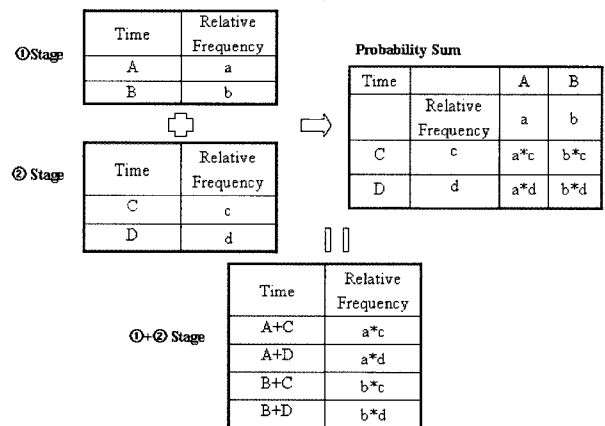 ①Stage
Time Relative Frequency
A a
B b
② Stage
Time Relative Frequency
C c
D d
Probability Sum
Time A B
Relative Frequency a b
C c a*c b*c
D d a*d b*d
①+② Stage
Time Relative Frequency
A+C a*c
A+D a*d
B+C b*c
B+D b*d